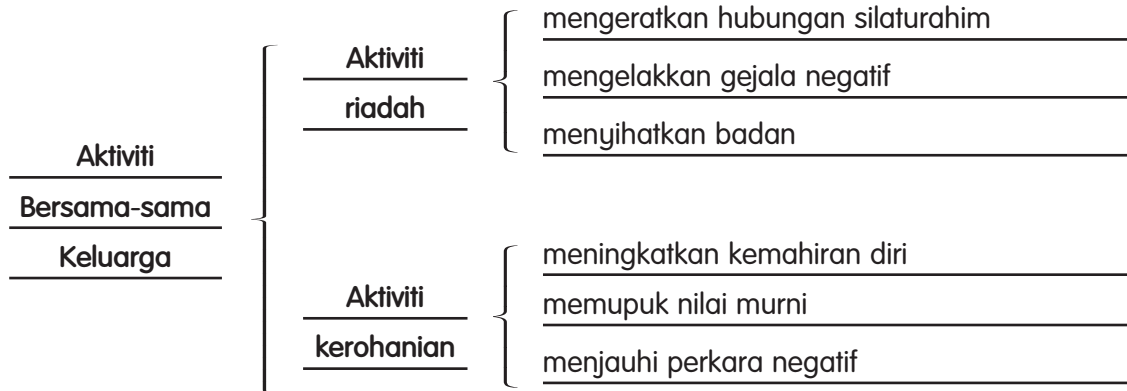 Aktiviti
Bersama-sama
Keluarga
Aktiviti
riadah
mengeratkan hubungan silaturahim
mengelakkan gejala negatif
menyihatkan badan
Aktiviti
kerohanian
meningkatkan kemahiran diri
memupuk nilai murni
menjauhi perkara negatif